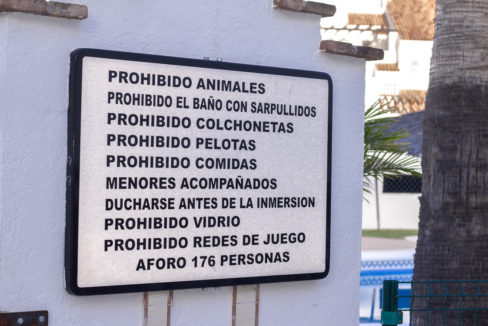 PROHIBIDO ANIMALES
PROHIBIDO EL BAÑO CON SARPULLIDOS
PROHIBIDO COLCHONETAS
PROHIBIDO PELOTAS
PROHIBIDO COMIDAS
MENORES ACOMPAÑADOS
DUCHARSE ANTES DE LA INMERSION
PROHIBIDO VIDRIO
PROHIBIDO REDES DE JUEGO
AFORO 176 PERSONAS